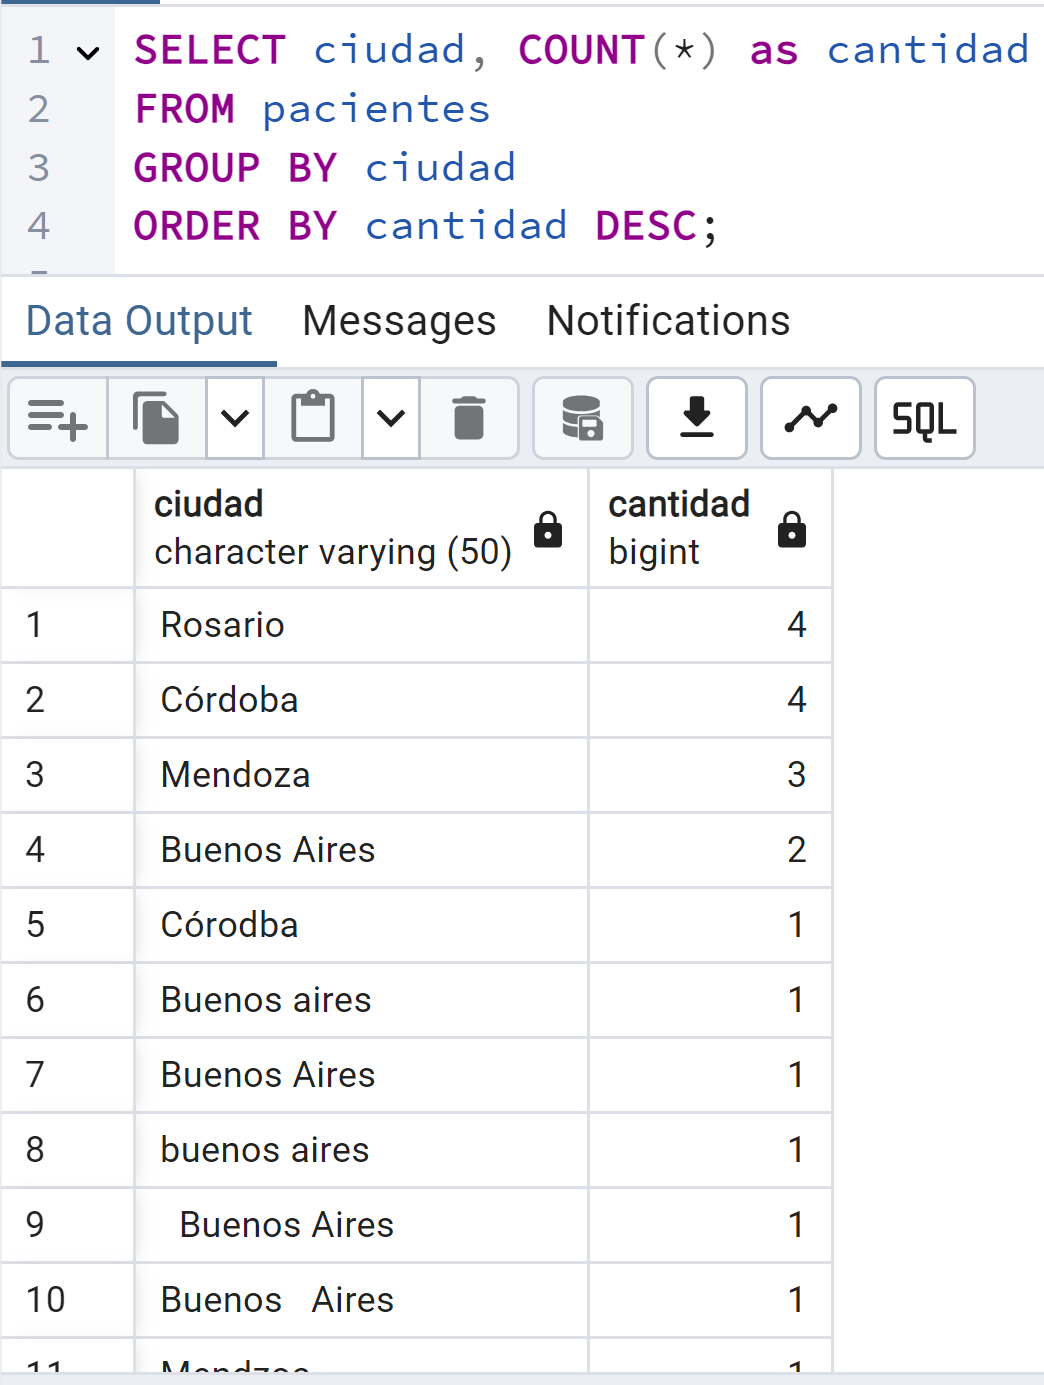 1 SELECT ciudad, COUNT(*) as cantidad
2 FROM pacientes
3 GROUP BY ciudad
4 ORDER BY cantidad DESC;
Data Output Messages Notifications
SQL
ciudad cantidad
character varying (50) bigint
1 Rosario 4
2 Córdoba 4
3 Mendoza 3
4 Buenos Aires 2
5 Córodba 1
6 Buenos aires 1
7 Buenos Aires 1
8 buenos aires 1
9   Buenos Aires 1
10 Buenos   Aires 1
11 1